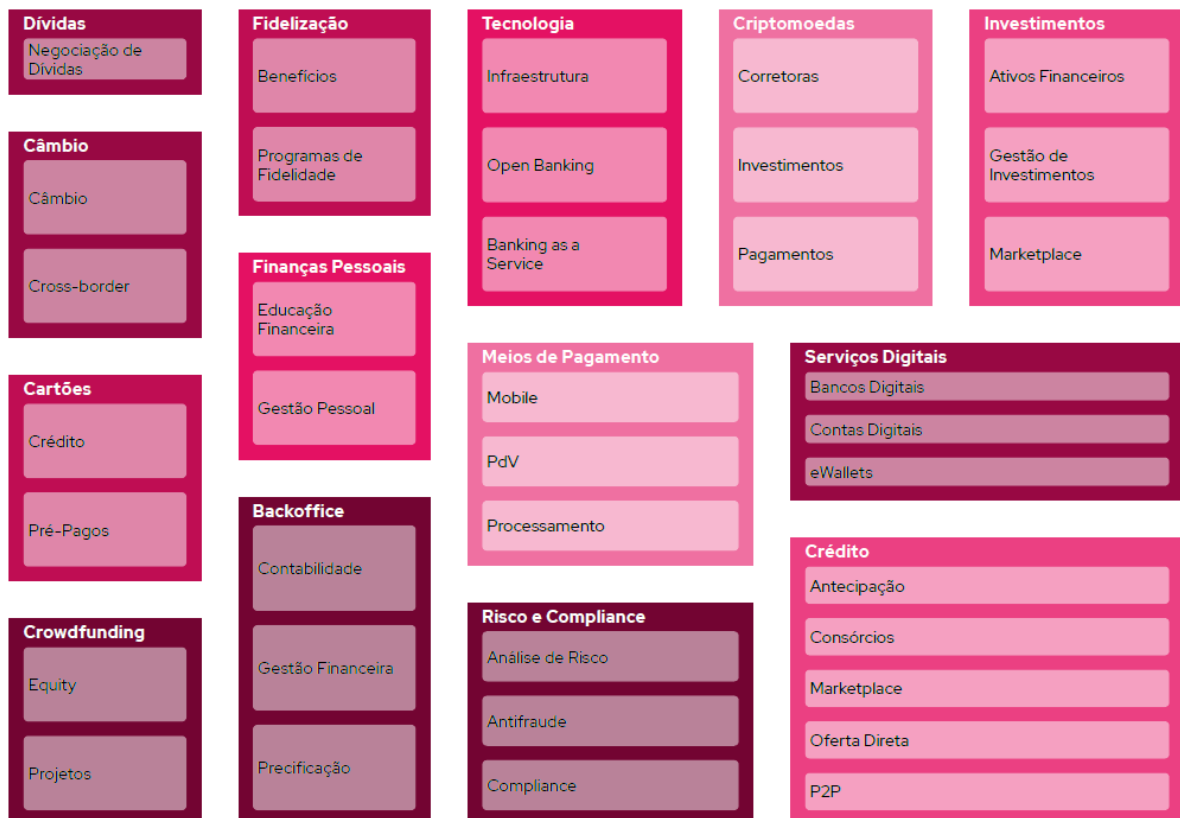 Dívidas
Negociação de
Dívidas
Câmbio
Câmbio
Cross-border
Cartões
Crédito
Pré-Pagos
Crowdfunding
Equity
Projetos
Fidelização
Benefícios
Programas de
Fidelidade
Finanças Pessoais
Educação
Financeira
Gestão Pessoal
Backoffice
Contabilidade
Gestão Financeira
Precificação
Tecnologia
Infraestrutura
Open Banking
Banking as a
Service
Criptomoedas
Corretoras
Investimentos
Pagamentos
Investimentos
Ativos Financeiros
Gestão de
Investimentos
Marketplace
Meios de Pagamento
Mobile
PdV
Processamento
Risco e Compliance
Análise de Risco
Antifraude
Compliance
Serviços Digitais
Bancos Digitais
Contas Digitais
eWallets
Crédito
Antecipação
Consórcios
Marketplace
Oferta Direta
P2P